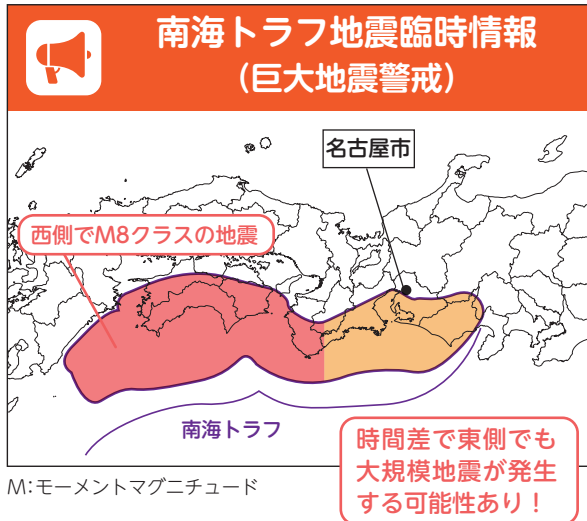 南海トラフ地震臨時情報
（巨大地震警戒）
名古屋市
西側でM8クラスの地震
南海トラフ
時間差で東側でも
大規模地震が発生
する可能性あり！
M：モーメントマグニチュード